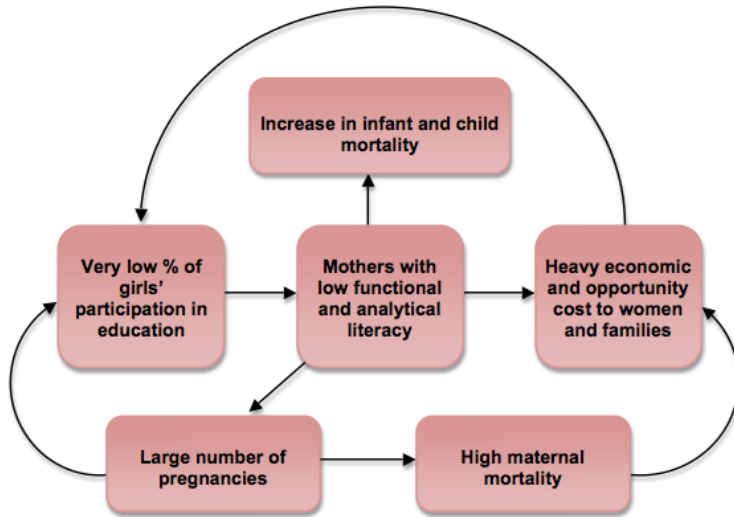 Increase in infant and child
mortality
Very low % of
girls’
participation in
education
Mothers with
low functional
and analytical
literacy
Heavy economic
and opportunity
cost to women
and families
Large number of
pregnancies
High maternal
mortality